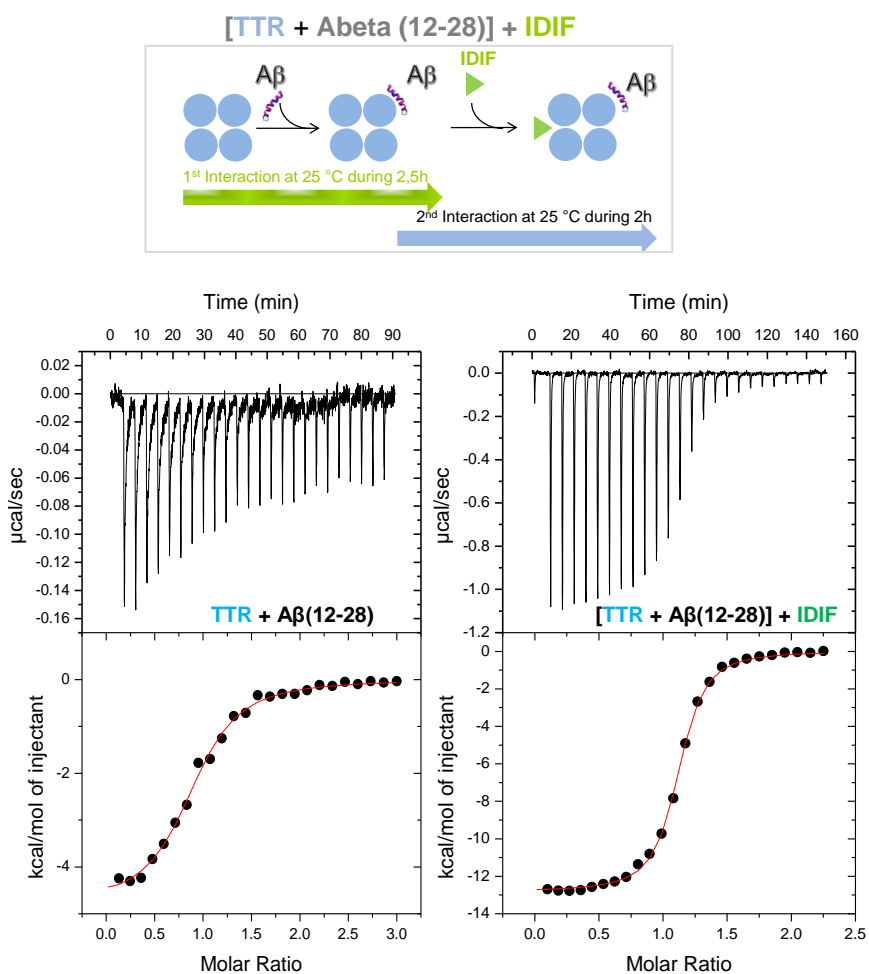 [TTR + Abeta (12-28)] + IDIF
IDIF
Aβ
Aβ
Aβ
1st Interaction at 25 °C during 2,5h
2nd Interaction at 25 °C during 2h
Time (min)
0 10 20 30 40 50 60 70 80 90
0.02
0.00
-0.02
-0.04
-0.06
-0.08
-0.10
-0.12
-0.14
-0.16
µcal/sec
TTR + Aβ(12-28)
0
-2
-4
kcal/mol of injectant
0.0 0.5 1.0 1.5 2.0 2.5 3.0
Molar Ratio
Time (min)
0 20 40 60 80 100 120 140 160
0.0
-0.2
-0.4
-0.6
-0.8
-1.0
-1.2
µcal/sec
[TTR + Aβ(12-28)] + IDIF
0
-2
-4
-6
-8
-10
-12
-14
kcal/mol of injectant
0.0 0.5 1.0 1.5 2.0 2.5
Molar Ratio